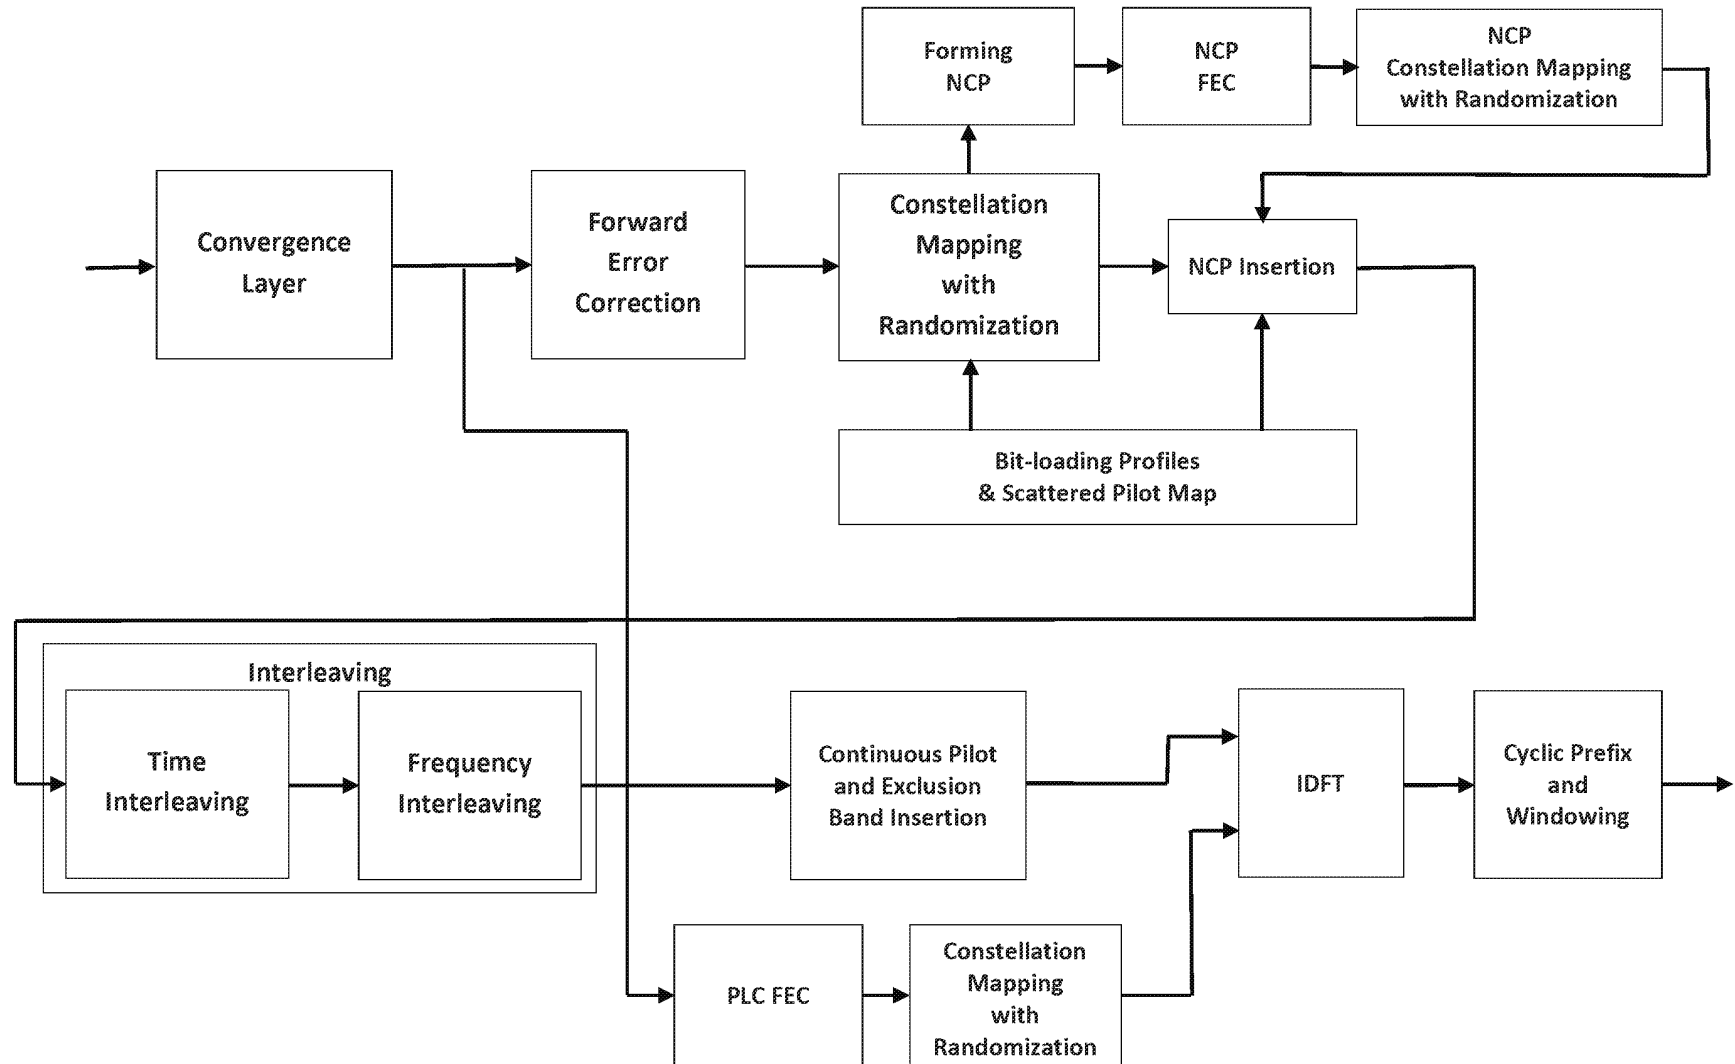 Forming
NCP
NCP
FEC
NCP
Constellation Mapping
with Randomization
Convergence
Layer
Forward
Error
Correction
Constellation
Mapping
with
Randomization
NCP Insertion
Bit-loading Profiles
& Scattered Pilot Map
Interleaving
Time
Interleaving
Frequency
Interleaving
Continuous Pilot
and Exclusion
Band Insertion
IDFT
Cyclic Prefix
and
Windowing
PLC FEC
Constellation
Mapping
with
Randomization